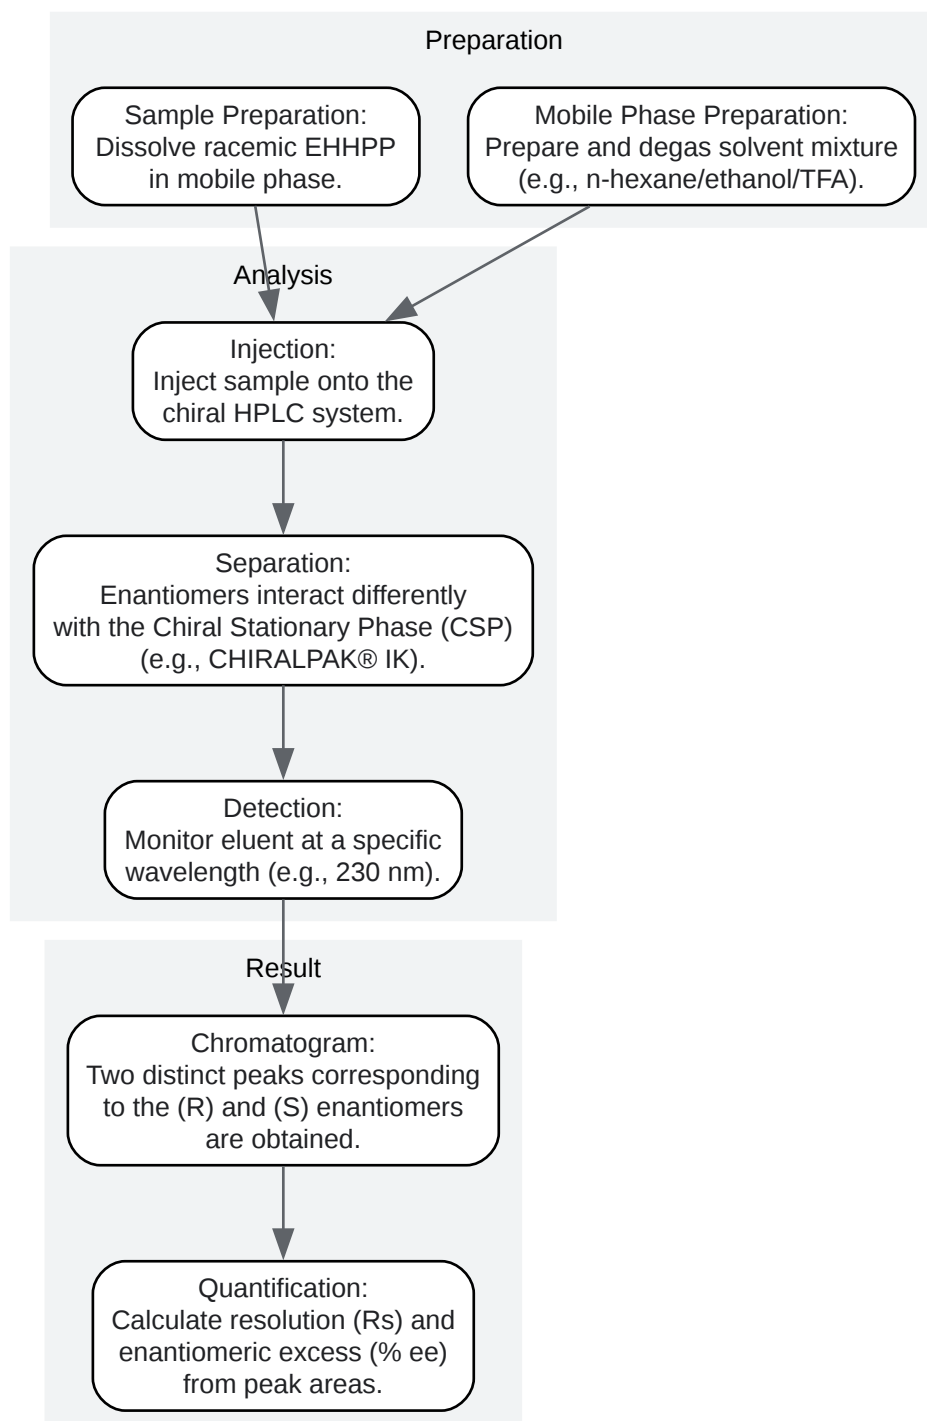 Preparation
Sample Preparation:
Dissolve racemic EHHPP
in mobile phase.
Mobile Phase Preparation:
Prepare and degas solvent mixture
(e.g., n-hexane/ethanol/TFA).
Analysis
Injection:
Inject sample onto the
chiral HPLC system.
Separation:
Enantiomers interact differently
with the Chiral Stationary Phase (CSP)
(e.g., CHIRALPAK® IK).
Detection:
Monitor eluent at a specific
wavelength (e.g., 230 nm).
Result
Chromatogram:
Two distinct peaks corresponding
to the (R) and (S) enantiomers
are obtained.
Quantification:
Calculate resolution (Rs) and
enantiomeric excess (% ee)
from peak areas.